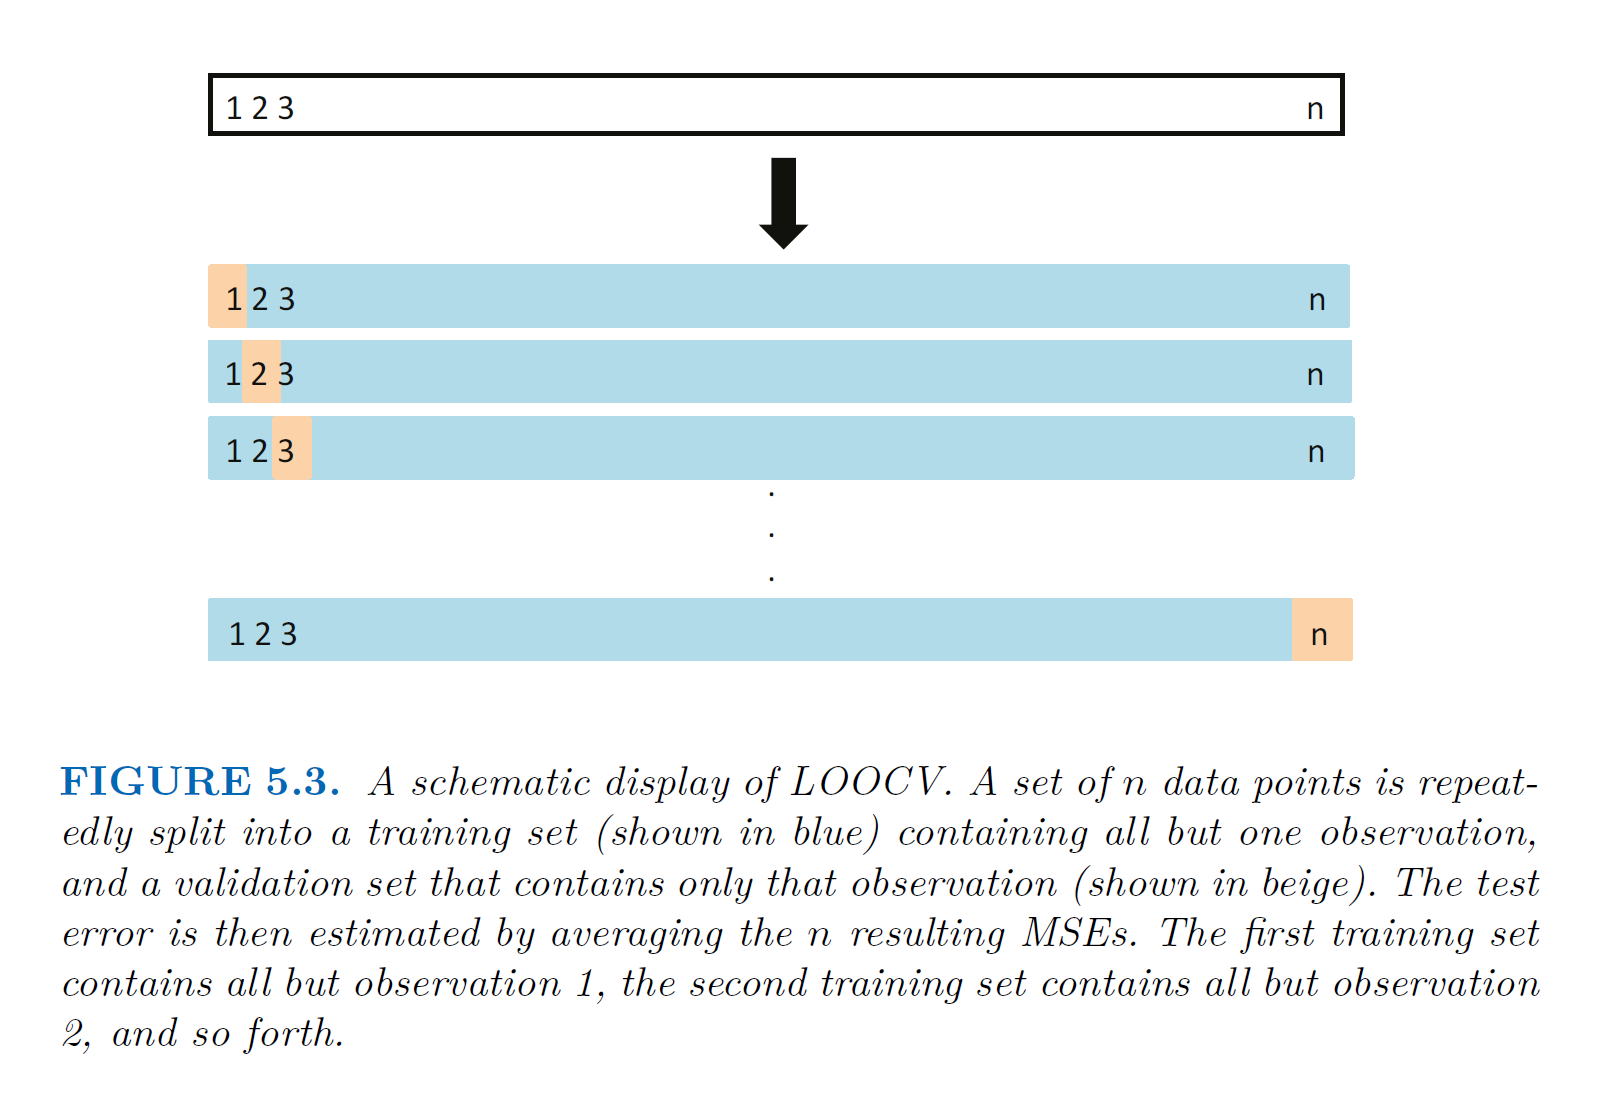 1 2 3 n
1 2 3 n
1 2 3 n
1 2 3 n
.
.
.
1 2 3 n
FIGURE 5.3. A schematic display of LOOCV. A set of n data points is repeat-
edly split into a training set (shown in blue) containing all but one observation,
and a validation set that contains only that observation (shown in beige). The test
error is then estimated by averaging the n resulting MSEs. The first training set
contains all but observation 1, the second training set contains all but observation
2, and so forth.